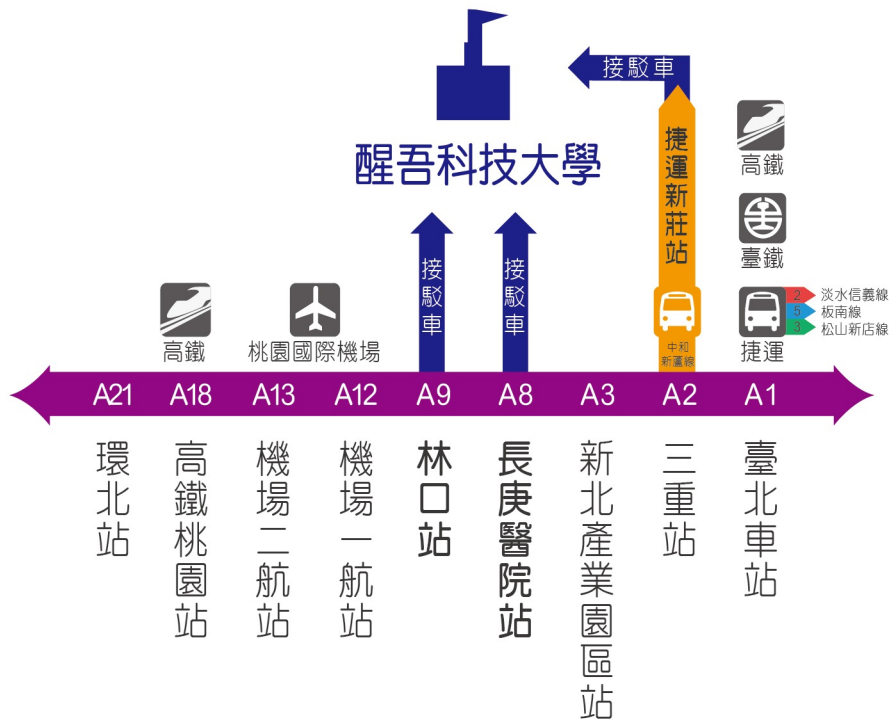 接駁車
醒吾科技大學
捷運新莊站
高鐵
臺鐵
接駁車
接駁車
2 淡水信義線
5 板南線
3 松山新店線
高鐵
桃園國際機場
中和
新蘆線
捷運
A21 A18 A13 A12 A9 A8 A3 A2 A1
環北站
高鐵桃園站
機場二航站
機場一航站
林口站
長庚醫院站
新北產業園區站
三重站
臺北車站